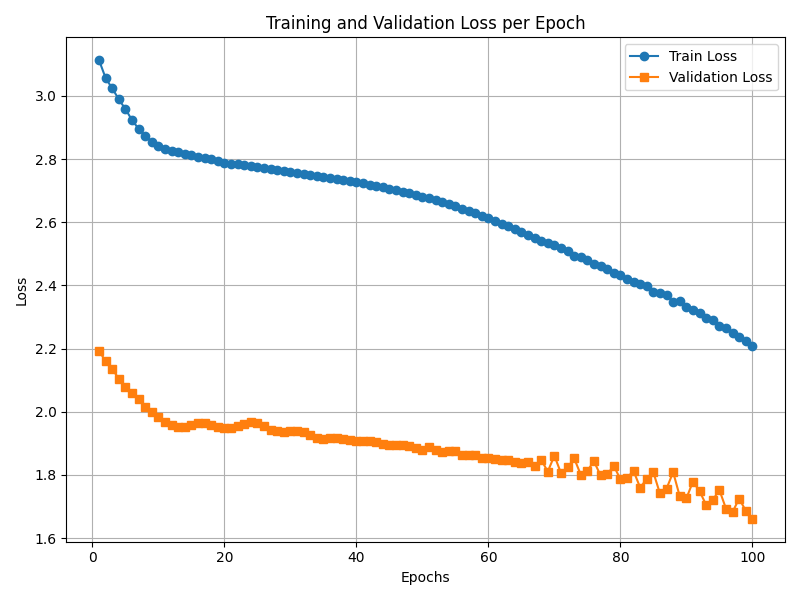 Training and Validation Loss per Epoch
Train Loss
Validation Loss
3.0
2.8
2.6
2.4
2.2
2.0
1.8
1.6
Loss
0 20 40 60 80 100
Epochs